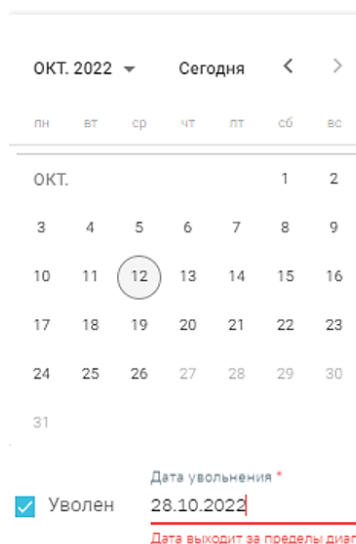 ОКТ. 2022 Сегодня
пн вт ср чт пт сб вс
ОКТ. 1 2
3 4 5 6 7 8 9
10 11 12 13 14 15 16
17 18 19 20 21 22 23
24 25 26 27 28 29 30
31
Дата увольнения *
Уволен 28.10.2022
Дата выходит за пределы диап